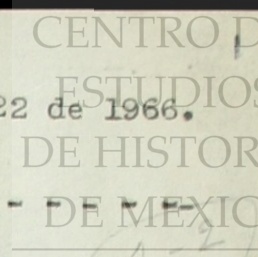 CENTRO D
ESTUDIOS
22 de 1966.
DE HISTOR
- - - - --
DE MEXIC